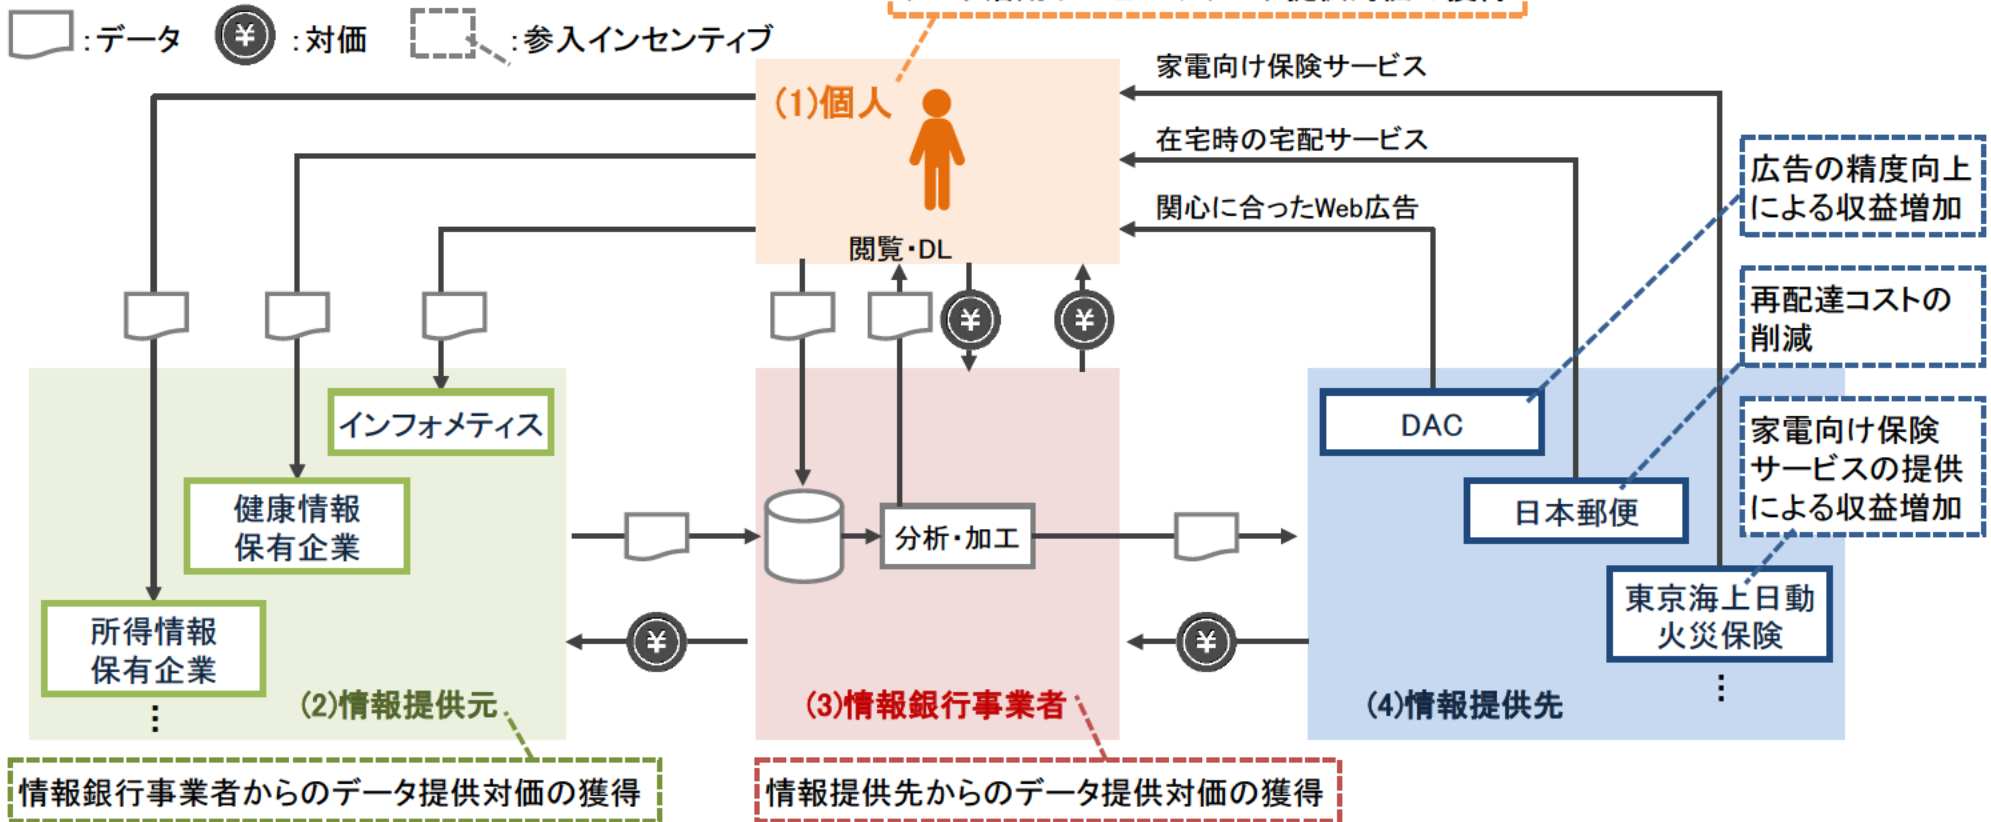 :データ
¥
:対価
:参入インセンティブ
提供対価の獲得
(1)個人
家電向け保険サービス
在宅時の宅配サービス
関心に合ったWeb広告
閲覧・DL
¥
¥
広告の精度向上
による収益増加
再配達コストの
削減
家電向け保険
サービスの提供
による収益増加
インフォメティス
健康情報
保有企業
所得情報
保有企業
⋮
(2)情報提供元
¥
分析・加工
(3)情報銀行事業者
¥
DAC
日本郵便
東京海上日動
火災保険
⋮
(4)情報提供先
情報銀行事業者からのデータ提供対価の獲得
情報提供先からのデータ提供対価の獲得